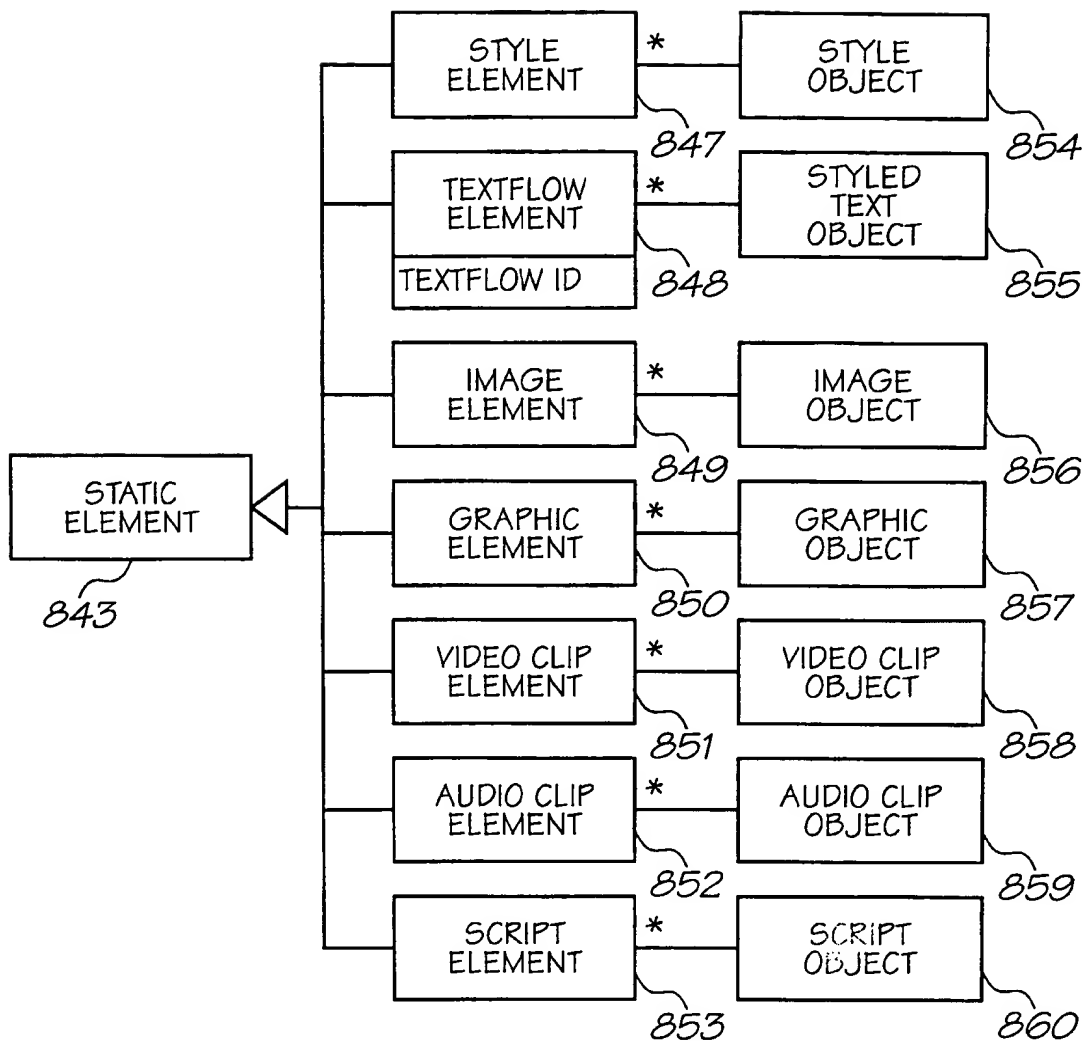 STYLE
ELEMENT
*
STYLE
OBJECT
847
854
TEXTFLOW
ELEMENT
*
STYLED
TEXT
OBJECT
848
855
TEXTFLOW ID
IMAGE
ELEMENT
*
IMAGE
OBJECT
849
856
STATIC
ELEMENT
843
GRAPHIC
ELEMENT
*
GRAPHIC
OBJECT
850
857
VIDEO CLIP
ELEMENT
*
VIDEO CLIP
OBJECT
851
858
AUDIO CLIP
ELEMENT
*
AUDIO CLIP
OBJECT
852
859
SCRIPT
ELEMENT
*
SCRIPT
OBJECT
853
860